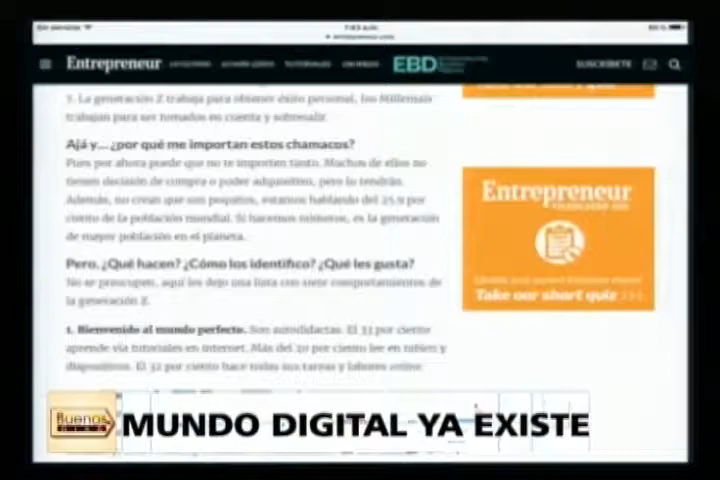 Entrepreneur
EBD
SUSCRÍBETE
7. La generación Z trabaja para obtener éxito personal, los Millenials
trabajan para ser tomados en cuenta y sobresalir.
Ajá y... ¿por qué me importan estos chamacos?
Pues por ahora puede que no te importen tanto. Muchos de ellos no
tienen decisión de compra o poder adquisitivo, pero lo tendrán.
Además, no crean que son poquitos, estamos hablando del 25.9 por
ciento de la población mundial. Si hacemos números, es la generación
de mayor población en el planeta.
Pero, ¿Qué hacen? ¿Cómo los identifico? ¿Qué les gusta?
No se preocupen, aquí les dejo una lista con siete comportamientos de
la generación Z.
1. Bienvenido al mundo perfecto. Son autodidactas. El 33 por ciento
aprende vía tutoriales en internet. Más del 20 por ciento lee en tablets y
dispositivos. El 32 por ciento hace todas sus tareas y labores online
Entrepreneur
Take our short quiz >>>
Buenos
DÍAS
MUNDO DIGITAL YA EXISTE